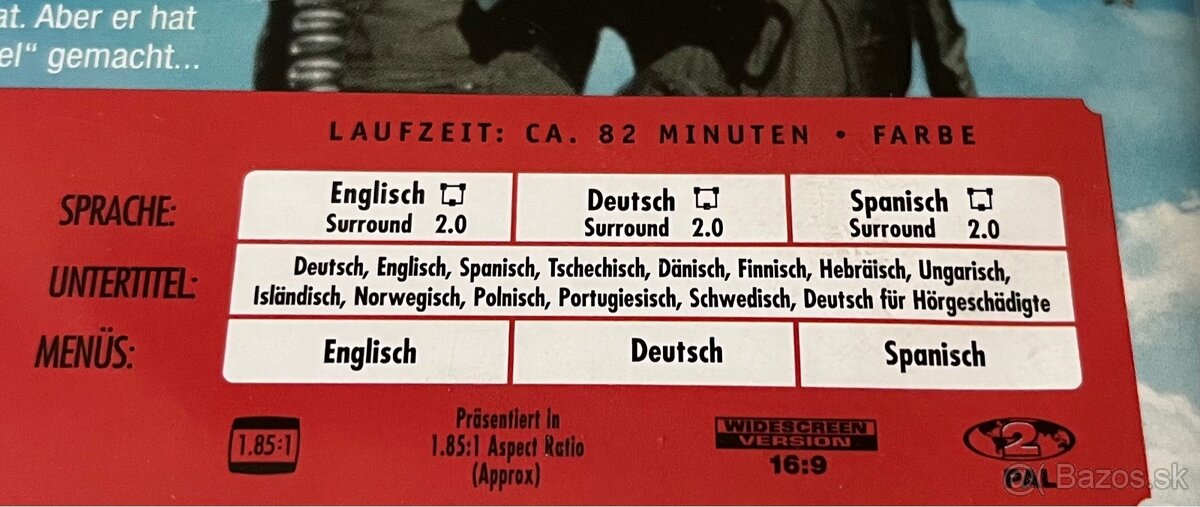 at. Aber er hat
el“ gemacht...
LAUFZEIT: CA. 82 MINUTEN • FARBE
SPRACHE:
Englisch
Surround 2.0
Deutsch
Surround 2.0
Spanisch
Surround 2.0
UNTERTITEL:
Deutsch, Englisch, Spanisch, Tschechisch, Dänisch, Finnisch, Hebräisch, Ungarisch,
Isländisch, Norwegisch, Polnisch, Portugiesisch, Schwedisch, Deutsch für Hörgeschädigte
MENÜS:
Englisch
Deutsch
Spanisch
1.85:1
Präsentiert in
1.85:1 Aspect Ratio
(Approx)
WIDESCREEN
VERSION
16:9
2
PAL
Bazos.sk